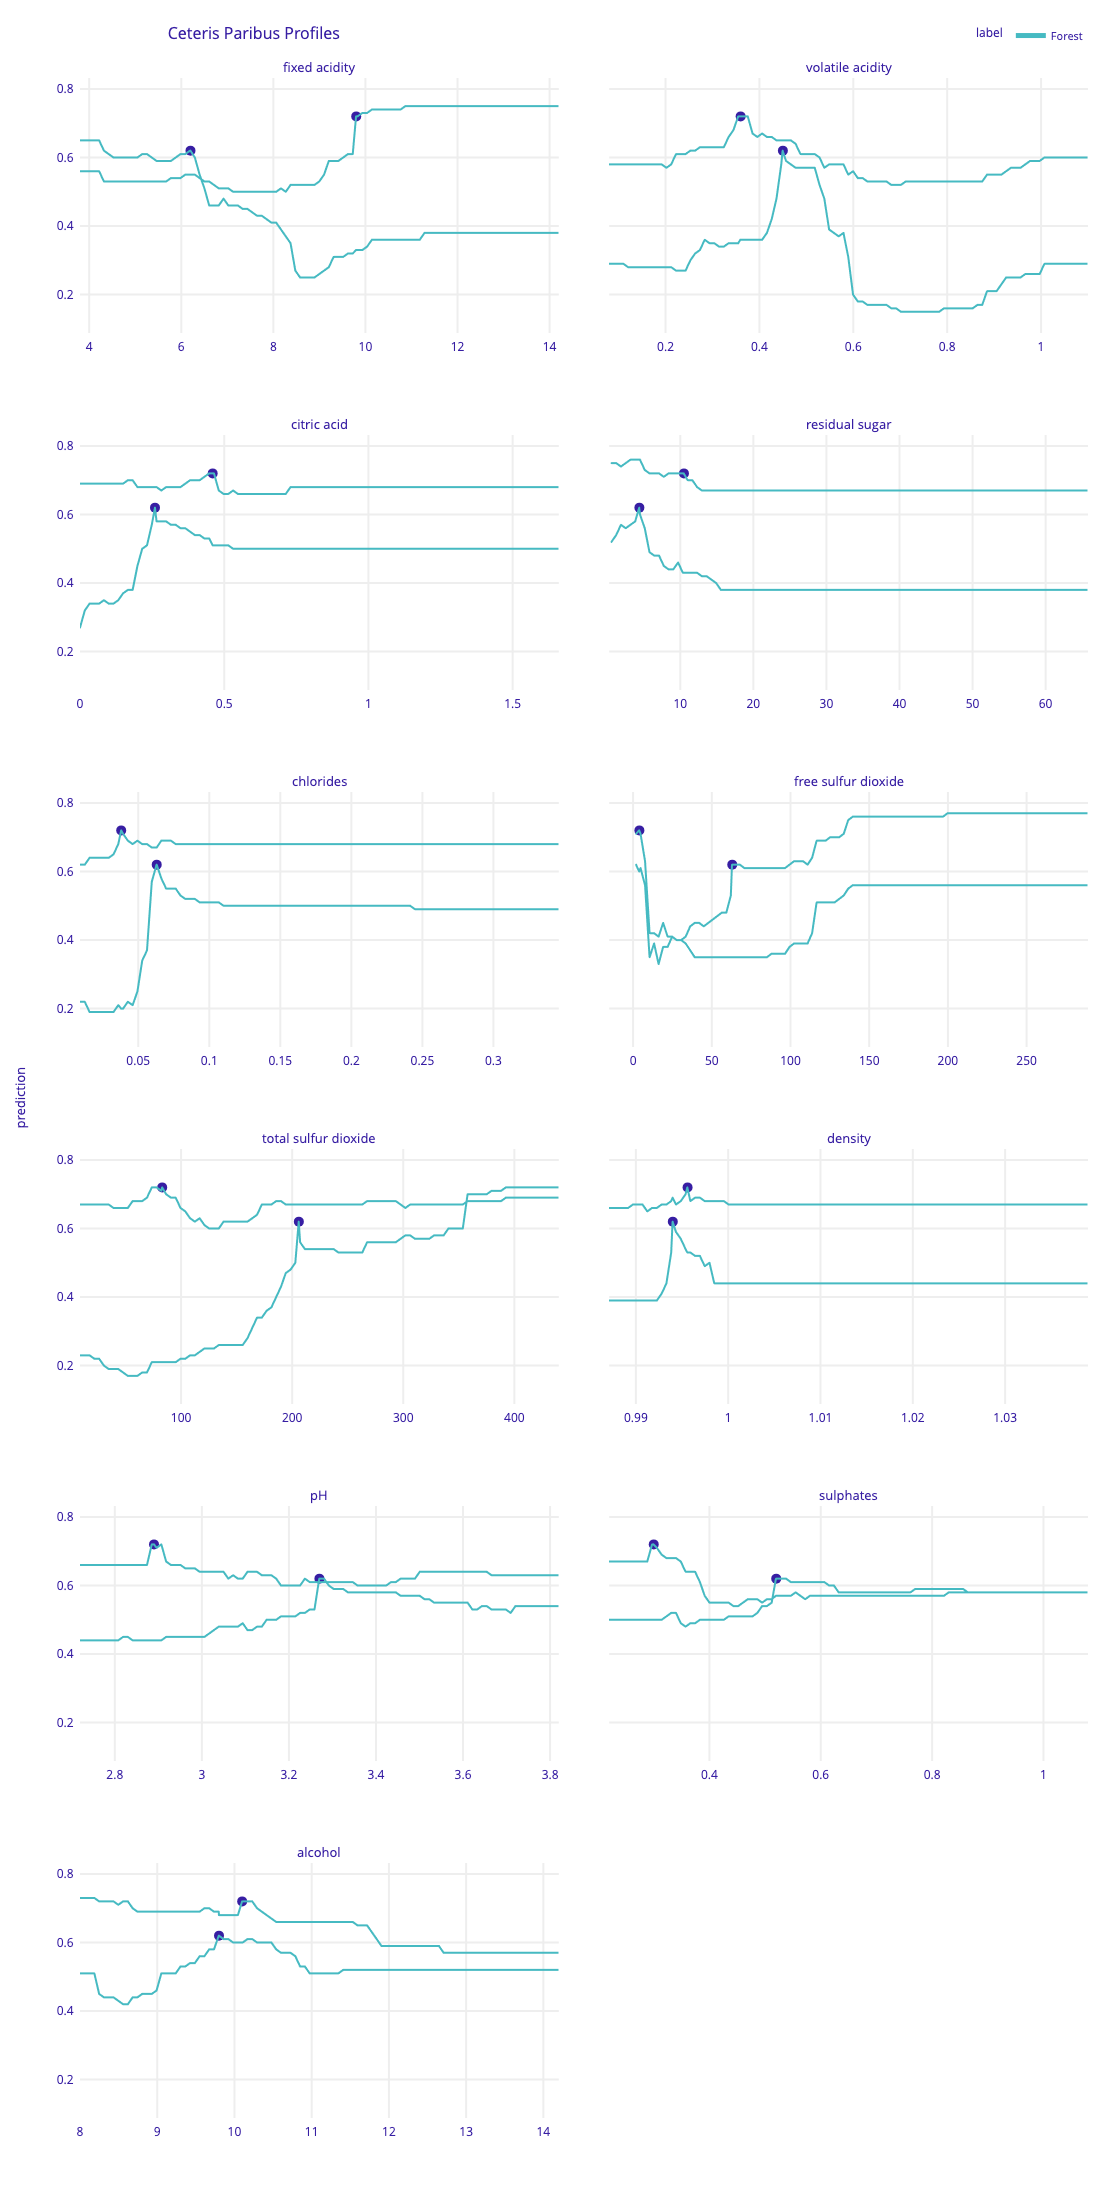 Ceteris Paribus Profiles
label Forest
fixed acidity volatile acidity
0.8
0.6
0.4
0.2
4 6 8 10 12 14 0.2 0.4 0.6 0.8 1
citric acid residual sugar
0.8
0.6
0.4
0.2
0 0.5 1 1.5 10 20 30 40 50 60
chlorides free sulfur dioxide
0.8
0.6
0.4
0.2
0.05 0.1 0.15 0.2 0.25 0.3 0 50 100 150 200 250
prediction
total sulfur dioxide density
0.8
0.6
0.4
0.2
100 200 300 400 0.99 1 1.01 1.02 1.03
pH sulphates
0.8
0.6
0.4
0.2
2.8 3 3.2 3.4 3.6 3.8 0.4 0.6 0.8 1
alcohol
0.8
0.6
0.4
0.2
8 9 10 11 12 13 14